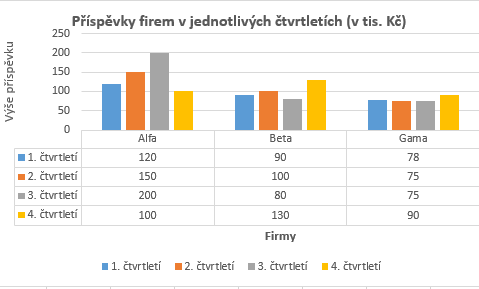 Příspěvky firem v jednotlivých čtvrtletích (v tis. Kč)
Výše příspěvku
250
200
150
100
50
0
Alfa Beta Gama
1. čtvrtletí 120 90 78
2. čtvrtletí 150 100 75
3. čtvrtletí 200 80 75
4. čtvrtletí 100 130 90
Firmy
1. čtvrtletí 2. čtvrtletí 3. čtvrtletí 4. čtvrtletí